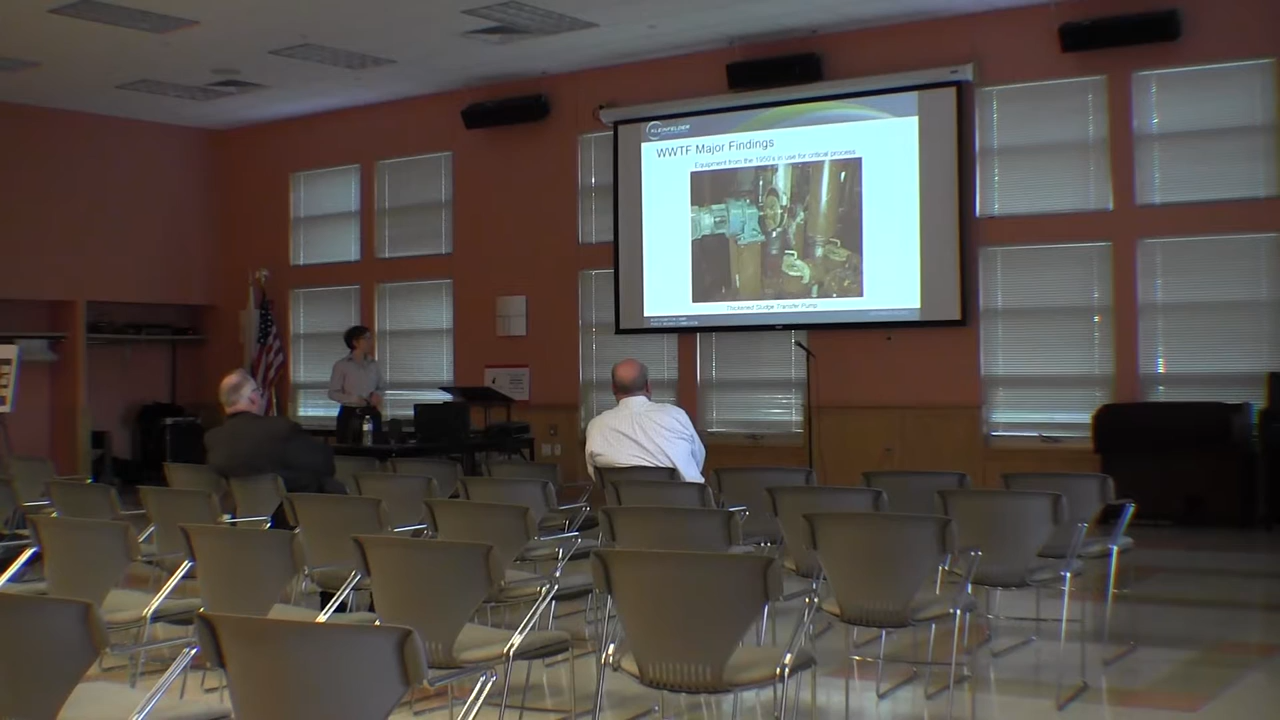 KLEINFELDER
WWTF Major Findings
Equipment from the 1950's in use for critical process
Thickened Sludge Transfer Pump